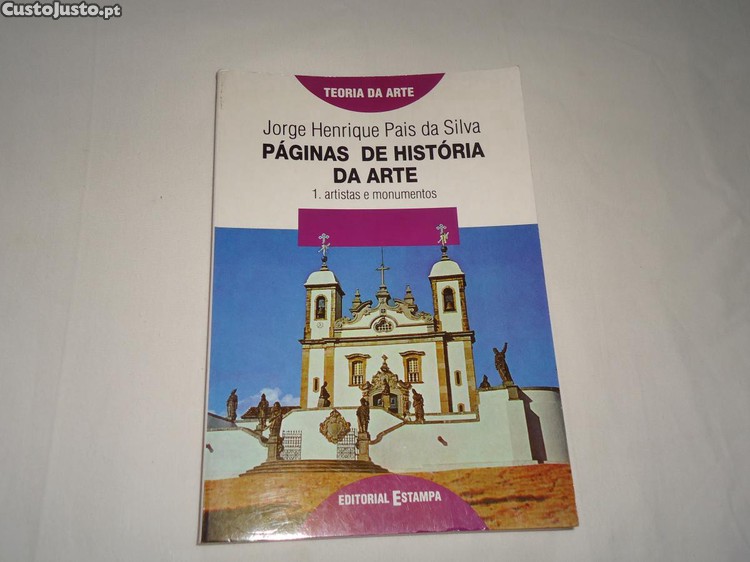 CustoJusto.pt
TEORIA DA ARTE
Jorge Henrique Pais da Silva
PÁGINAS DE HISTÓRIA
DA ARTE
1. artistas e monumentos
EDITORIAL ESTAMPA